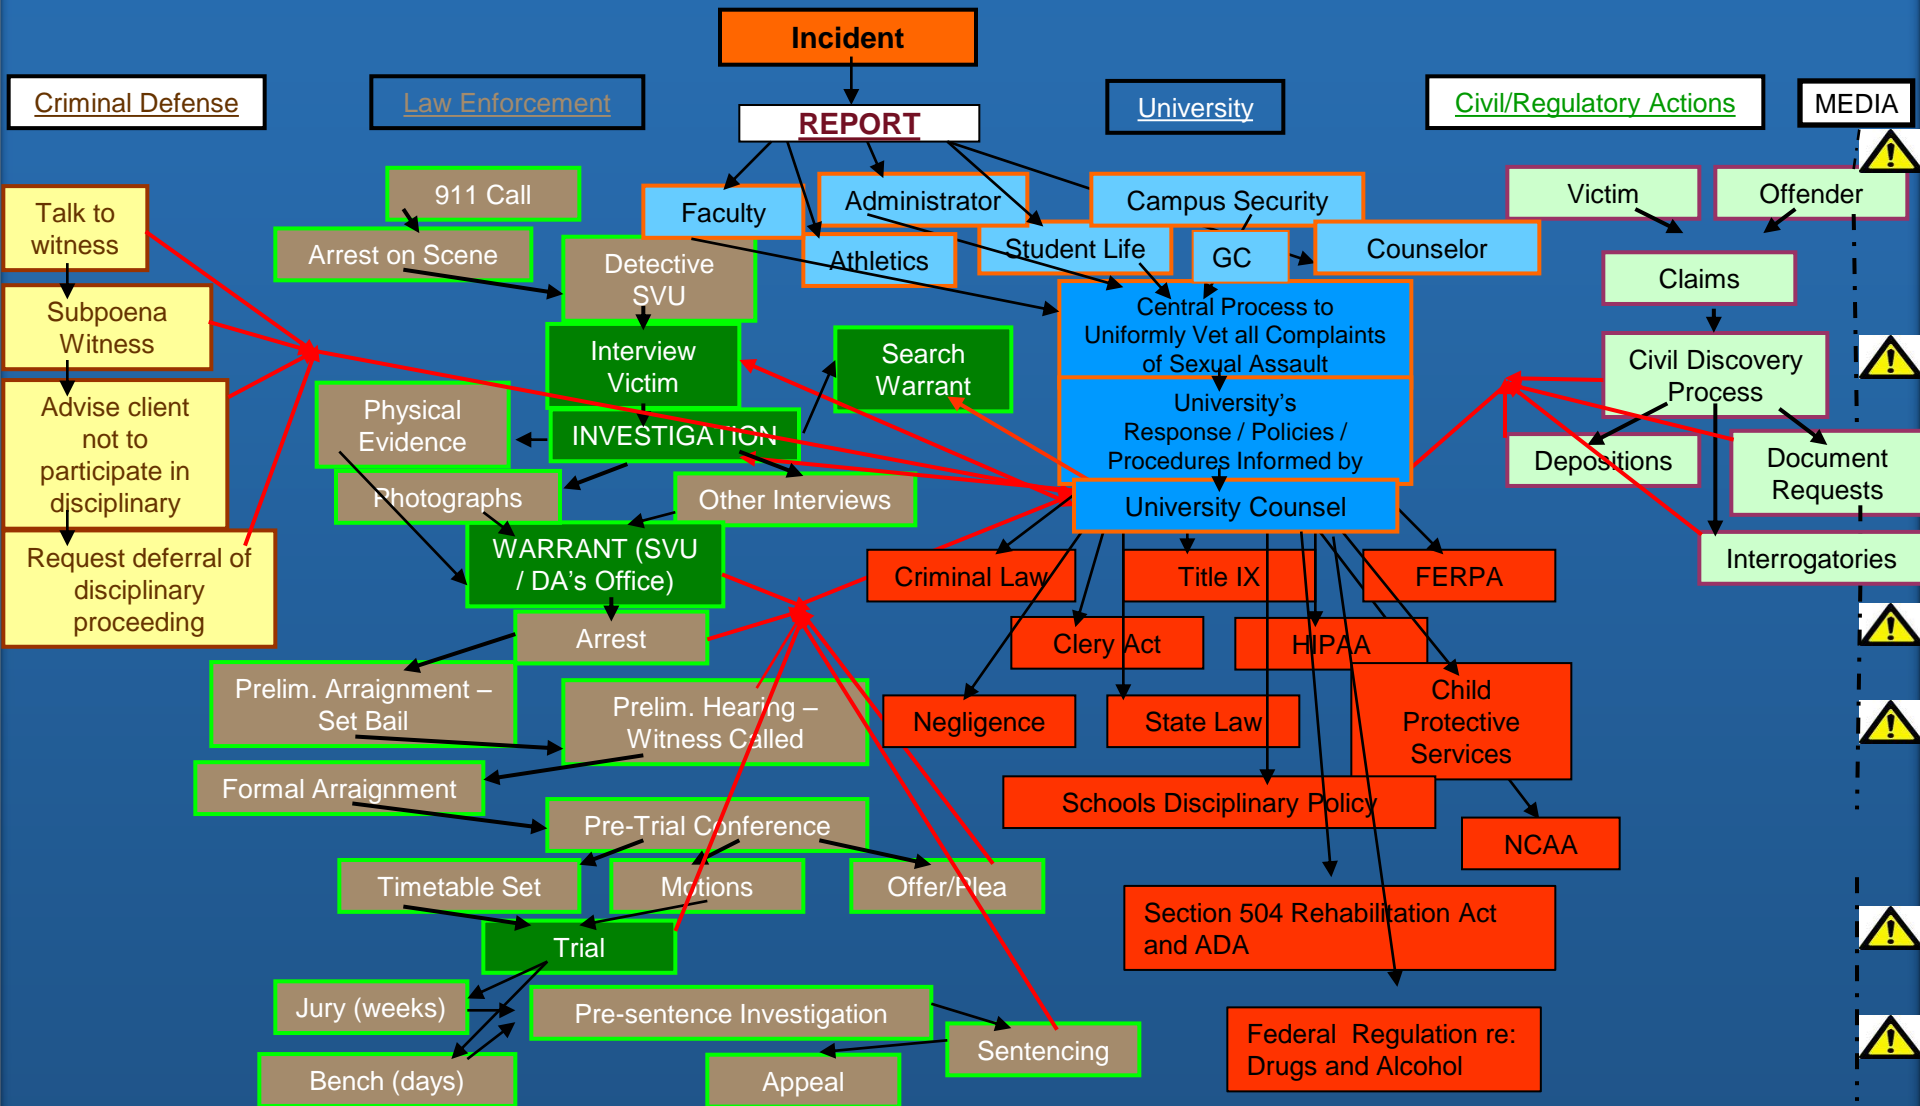 Incident
REPORT
Criminal Defense
Law Enforcement
University
Civil/Regulatory Actions
MEDIA
Talk to
witness
Subpoena
Witness
Advise client
not to
participate in
disciplinary
Request deferral of
disciplinary
proceeding
911 Call
Arrest on Scene
Detective
SVU
Interview
Victim
Search
Warrant
Physical
Evidence
INVESTIGATION
Photographs
Other Interviews
WARRANT (SVU
/ DA's Office)
Arrest
Prelim. Arraignment –
Set Bail
Prelim. Hearing –
Witness Called
Formal Arraignment
Pre-Trial Conference
Timetable Set
Motions
Offer/Plea
Trial
Jury (weeks)
Bench (days)
Pre-sentence Investigation
Sentencing
Appeal
Faculty
Administrator
Campus Security
Athletics
Student Life
GC
Counselor
Central Process to
Uniformly Vet all Complaints
of Sexual Assault
University's
Response / Policies /
Procedures Informed by
University Counsel
Criminal Law
Title IX
FERPA
Clery Act
HIPAA
Negligence
State Law
Child
Protective
Services
Schools Disciplinary Policy
NCAA
Section 504 Rehabilitation Act
and ADA
Federal Regulation re:
Drugs and Alcohol
Victim
Offender
Claims
Civil Discovery
Process
Depositions
Document
Requests
Interrogatories